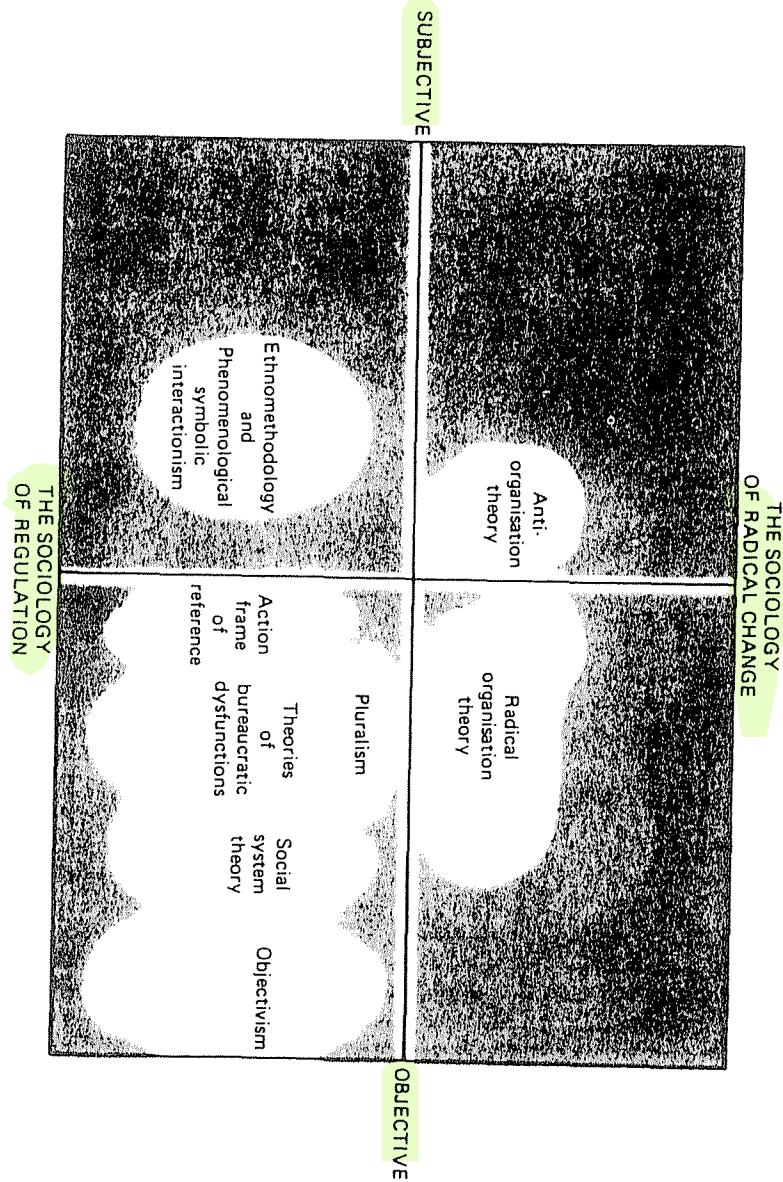 THE SOCIOLOGY
OF RADICAL CHANGE
SUBJECTIVE
Anti-
organisation
theory
Radical
organisation
theory
OBJECTIVE
Ethnomethodology
and
Phenomenological
symbolic
interactionism
Pluralism
Action
frame
of
reference
Theories
of
bureaucratic
dysfunctions
Social
system
theory
Objectivism
THE SOCIOLOGY
OF REGULATION